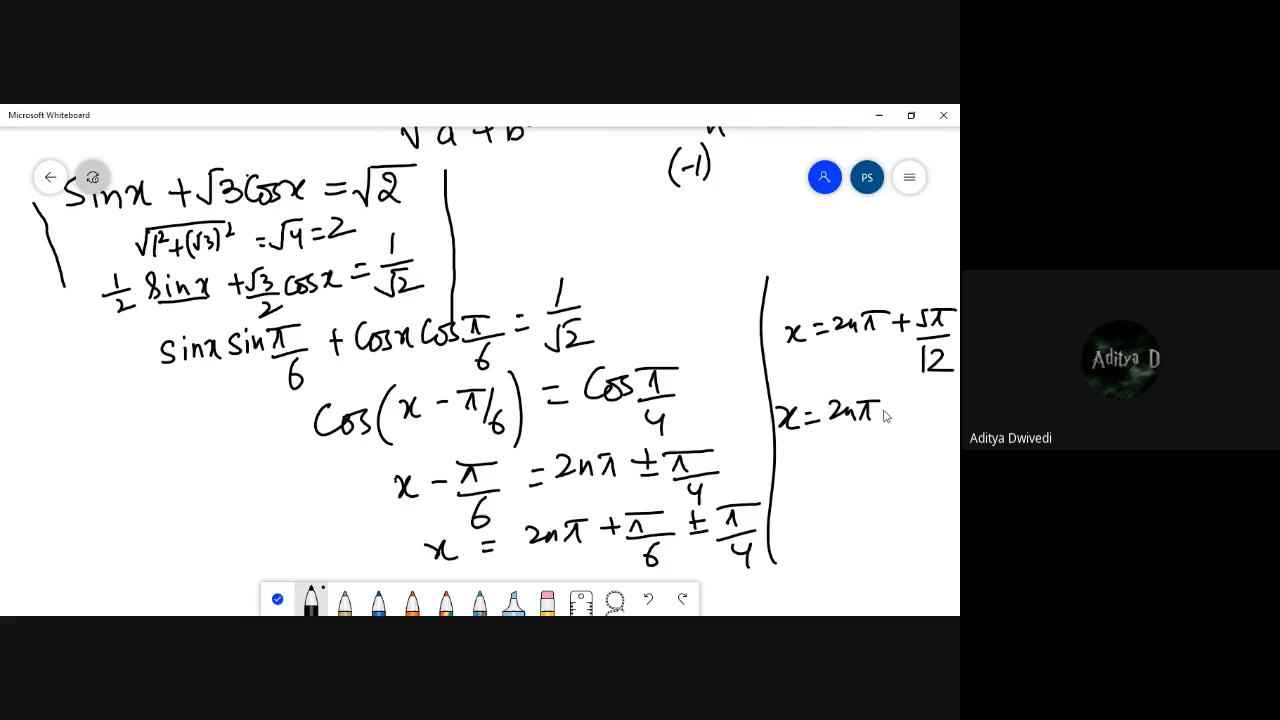 Microsoft Whiteboard
√a + b
(-1)^n
PS
sinx + √3 cosx = √2
√1² + (√3)² = √4 = 2
1/2 sinx + √3/2 cosx = 1/√2
sinx sin π/6 + cosx cos π/6 = 1/√2
cos(x - π/6) = cos π/4
x - π/6 = 2nπ ± π/4
x = 2nπ + π/6 ± π/4
x = 2nπ + 5π/12
x = 2nπ
Aditya D
Aditya Dwivedi